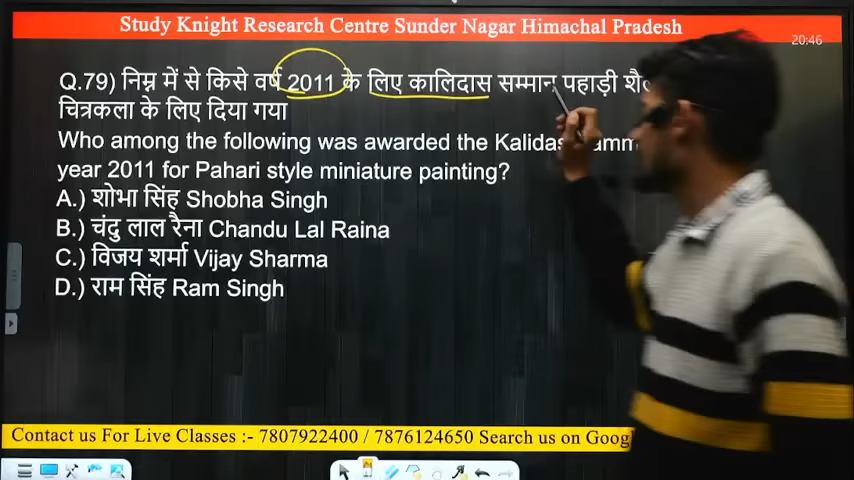 Study Knight Research Centre Sunder Nagar Himachal Pradesh
20:46
Q.79) निम्न में से किसे वर्ष 2011 के लिए कालिदास सम्मान पहाड़ी
चित्रकला के लिए दिया गया
Who among the following was awarded the Kalidas
year 2011 for Pahari style miniature painting?
A.) शोभा सिंह Shobha Singh
B.) चंदु लाल रैना Chandu Lal Raina
C.) विजय शर्मा Vijay Sharma
D.) राम सिंह Ram Singh
Contact us For Live Classes :- 7807922400 / 7876124650 Search us on